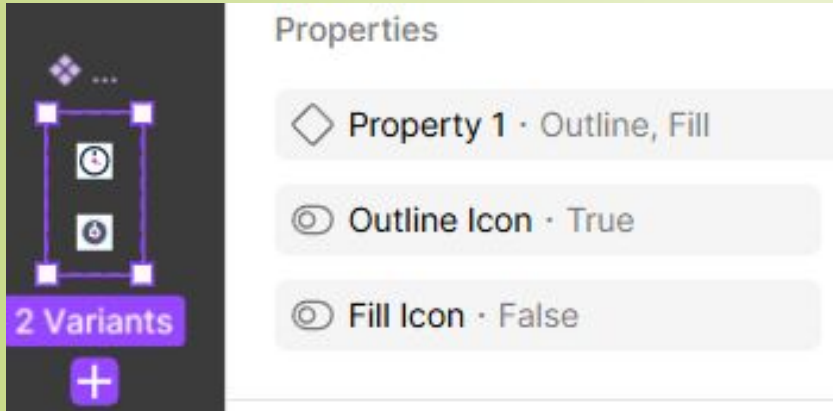 ...
2 Variants
Properties
Property 1 · Outline, Fill
Outline Icon · True
Fill Icon · False